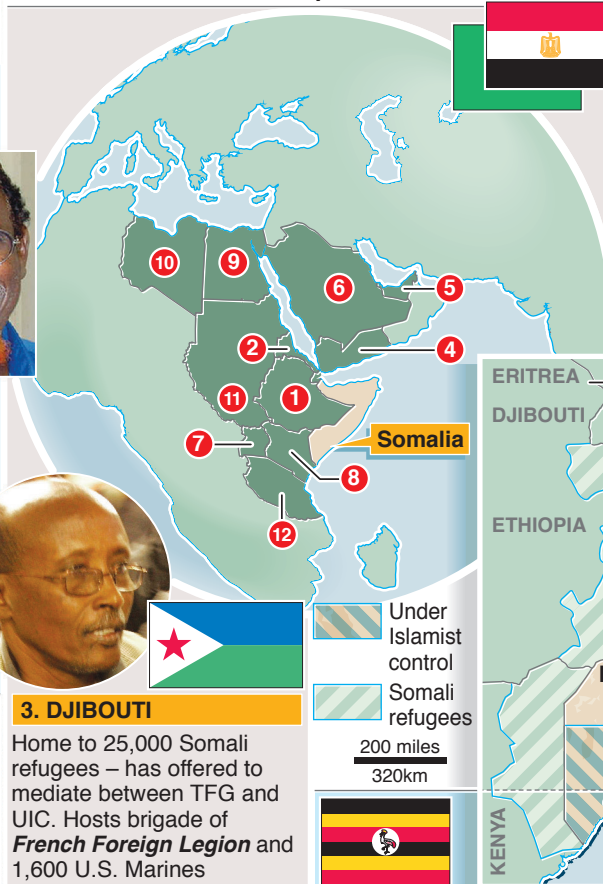 10
9
6
5
2
4
1
11
7
Somalia
8
12
ERITREA
DJIBOUTI
ETHIOPIA
KENYA
Under
Islamist
control
Somali
refugees
200 miles
320km
3. DJIBOUTI
Home to 25,000 Somali
refugees – has offered to
mediate between TFG and
UIC. Hosts brigade of
French Foreign Legion and
1,600 U.S. Marines